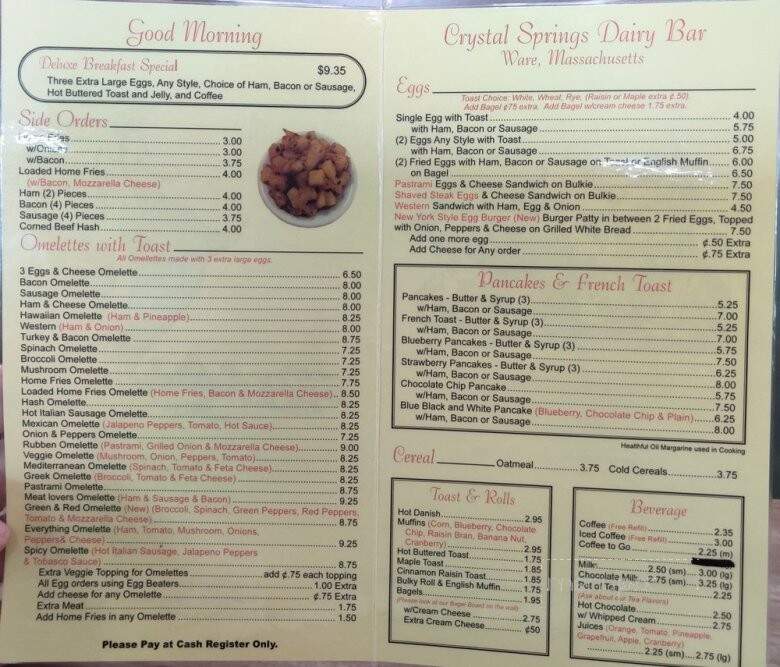 Good Morning
Deluxe Breakfast Special $9.35
Three Extra Large Eggs, Any Style, Choice of Ham, Bacon or Sausage,
Hot Buttered Toast and Jelly, and Coffee
Side Orders
Home Fries 3.00
w/Onions 3.00
w/Bacon 3.75
Loaded Home Fries 4.00
(w/Bacon, Mozzarella Cheese)
Ham (2) Pieces 4.00
Bacon (4) Pieces 4.00
Sausage (4) Pieces 3.75
Corned Beef Hash 4.00
Omelettes with Toast
All Omellettes made with 3 extra large eggs.
3 Eggs & Cheese Omelette 6.50
Bacon Omelette 8.00
Sausage Omelette 8.00
Ham & Cheese Omelette 8.00
Hawaiian Omelette (Ham & Pineapple) 8.25
Western (Ham & Onion) 8.00
Turkey & Bacon Omelette 8.75
Spinach Omelette 7.25
Broccoli Omelette 7.25
Mushroom Omelette 7.25
Home Fries Omelette 7.75
Loaded Home Fries Omelette (Home Fries, Bacon & Mozzarella Cheese) 8.50
Hash Omelette 8.25
Hot Italian Sausage Omelette 8.25
Mexican Omelette (Jalapeno Peppers, Tomato, Hot Sauce) 8.25
Onion & Peppers Omelette 7.25
Rubben Omelette (Pastrami, Grilled Onion & Mozzarella Cheese) 9.00
Veggie Omelette (Mushroom, Onion, Peppers, Tomato) 8.25
Mediterranean Omelette (Spinach, Tomato & Feta Cheese) 8.25
Greek Omelette (Broccoli, Tomato & Feta Cheese) 8.25
Pastrami Omelette 8.75
Meat lovers Omelette (Ham & Sausage & Bacon) 9.25
Green & Red Omelette (New) (Broccoli, Spinach, Green Peppers, Red Peppers,
Tomato & Mozzarella Cheese) 8.75
Everything Omelette (Ham, Tomato, Mushroom, Onions,
Peppers& Cheese) 9.25
Spicy Omelette (Hot Italian Sausage, Jalapeno Peppers
& Tobasco Sauce) 8.75
Extra Veggie Topping for Omelettes add ¢.75 each topping
All Egg orders using Egg Beaters 1.00 Extra
Add cheese for any Omelette ¢.75 Extra
Extra Meat 1.75
Add Home Fries in any Omelette 1.50
Please Pay at Cash Register Only.
Crystal Springs Dairy Bar
Ware, Massachusetts
Eggs
Toast Choice: White, Wheat, Rye, (Raisin or Maple extra ¢.50)
Add Bagel ¢75 extra. Add Bagel w/cream cheese 1.75 extra.
Single Egg with Toast 4.00
with Ham, Bacon or Sausage 5.75
(2) Eggs Any Style with Toast 5.00
with Ham, Bacon or Sausage 6.75
(2) Fried Eggs with Ham, Bacon or Sausage on Toast or English Muffin 6.00
on Bagel 6.50
Pastrami Eggs & Cheese Sandwich on Bulkie 7.50
Shaved Steak Eggs & Cheese Sandwich on Bulkie 7.50
Western Sandwich with Ham, Egg & Onion 4.50
New York Style Egg Burger (New) Burger Patty in between 2 Fried Eggs, Topped
with Onion, Peppers & Cheese on Grilled White Bread 7.50
Add one more egg ¢.50 Extra
Add Cheese for Any order ¢.75 Extra
Pancakes & French Toast
Pancakes - Butter & Syrup (3) 5.25
w/Ham, Bacon or Sausage 7.00
French Toast - Butter & Syrup (3) 5.25
w/Ham, Bacon or Sausage 7.00
Blueberry Pancakes - Butter & Syrup (3) 5.75
w/Ham, Bacon or Sausage 7.50
Strawberry Pancakes - Butter & Syrup (3) 6.25
w/Ham, Bacon or Sausage 8.00
Chocolate Chip Pancake 5.75
w/Ham, Bacon or Sausage 7.50
Blue Black and White Pancake (Blueberry, Chocolate Chip & Plain) 6.25
w/Ham, Bacon or Sausage 8.00
Healthful Oil Margarine used in Cooking
Cereal
Oatmeal 3.75 Cold Cereals 3.75
Toast & Rolls
Hot Danish 2.95
Muffins (Corn, Blueberry, Chocolate
Chip, Raisin Bran, Banana Nut,
Cranberry) 2.95
Hot Buttered Toast 1.75
Maple Toast 1.85
Cinnamon Raisin Toast 1.85
Bulky Roll & English Muffin 1.75
Bagels 1.95
(Please look at our Bagel Board on the wall)
w/Cream Cheese 2.75
Extra Cream Cheese ¢50
Beverage
Coffee (Free Refill) 2.35
Iced Coffee (Free Refill) 3.00
Coffee to Go 2.25 (m)
Milk 2.50 (sm) 3.00 (lg)
Chocolate Milk 2.75 (sm) 3.25 (lg)
Pot of Tea 2.25
(Ask about our Tea Flavors)
Hot Chocolate 2.50
w/ Whipped Cream 2.75
Juices (Orange, Tomato, Pineapple,
Grapefruit, Apple, Cranberry)
2.25 (sm) 2.75 (lg)